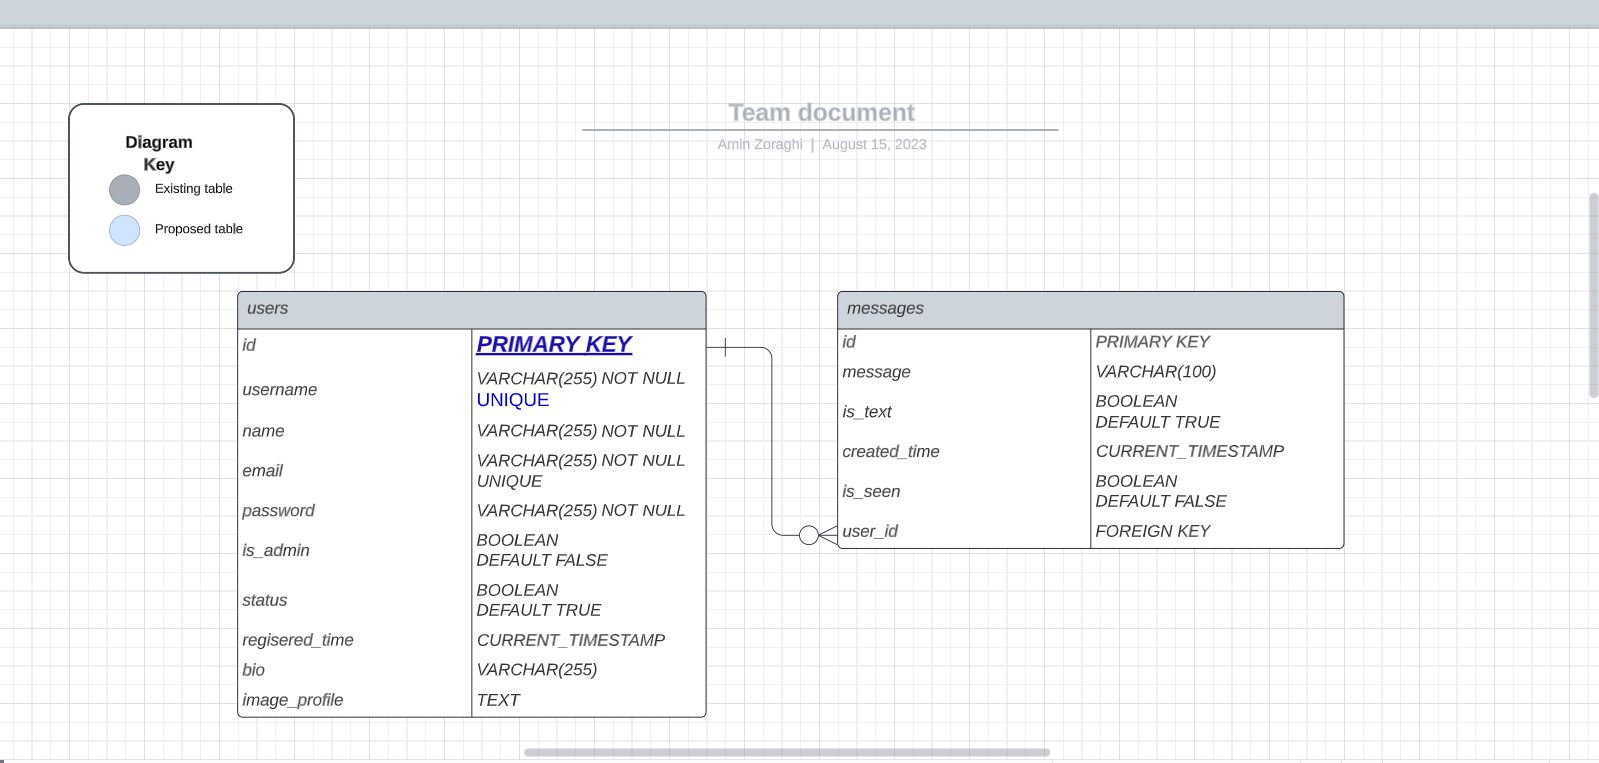 Team document
Amin Zoraghi | August 15, 2023
Diagram
Key
Existing table
Proposed table
users
id PRIMARY KEY
username VARCHAR(255) NOT NULL
UNIQUE
name VARCHAR(255) NOT NULL
email VARCHAR(255) NOT NULL
UNIQUE
password VARCHAR(255) NOT NULL
is_admin BOOLEAN
DEFAULT FALSE
status BOOLEAN
DEFAULT TRUE
regisered_time CURRENT_TIMESTAMP
bio VARCHAR(255)
image_profile TEXT
messages
id PRIMARY KEY
message VARCHAR(100)
is_text BOOLEAN
DEFAULT TRUE
created_time CURRENT_TIMESTAMP
is_seen BOOLEAN
DEFAULT FALSE
user_id FOREIGN KEY